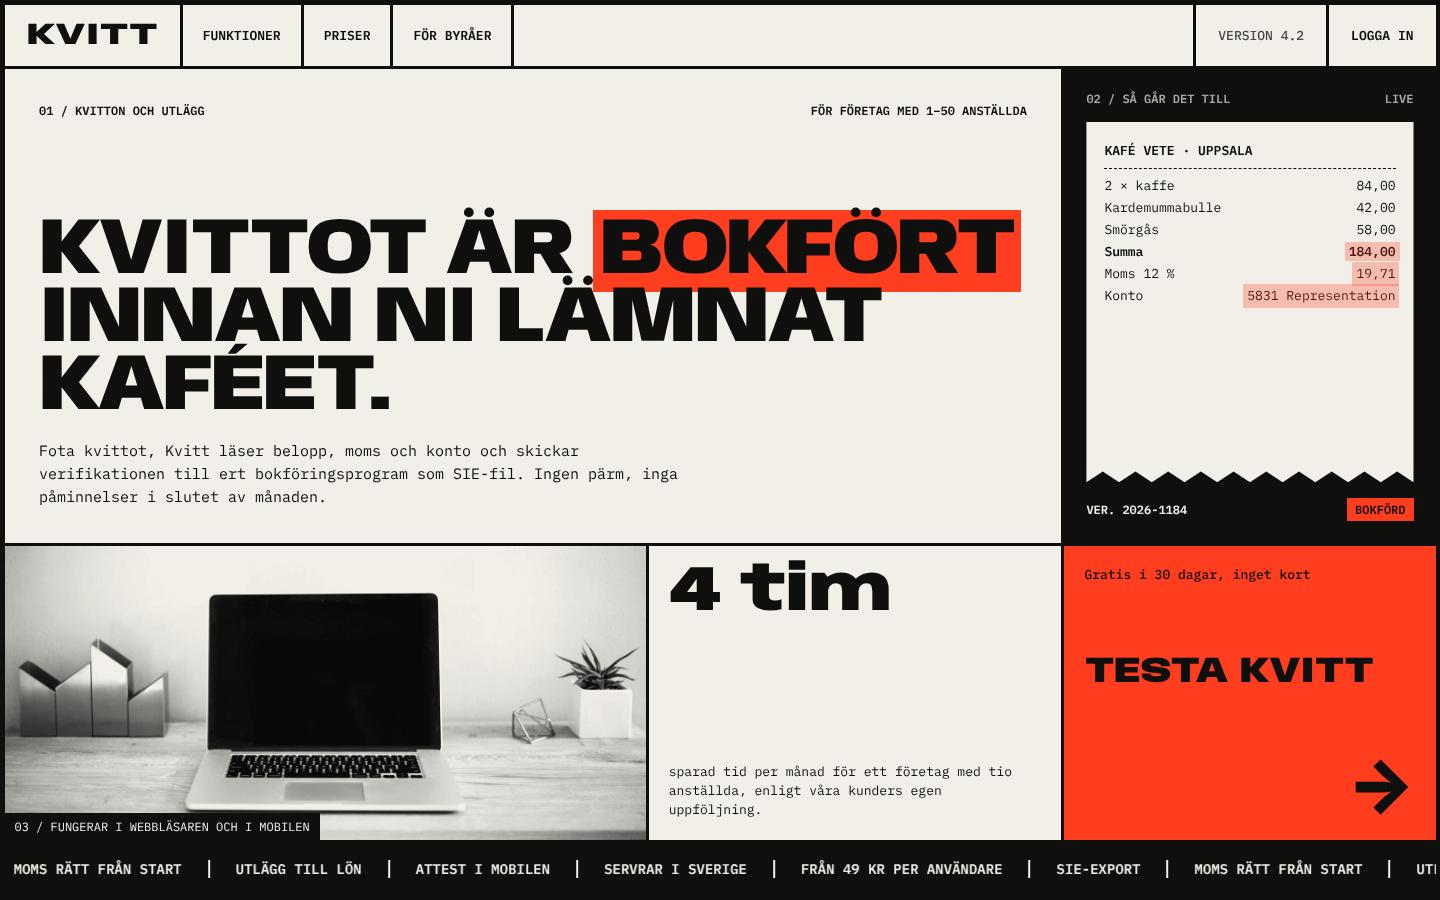 KVITT
FUNKTIONER
PRISER
FÖR BYRÅER
VERSION 4.2
LOGGA IN
01 / KVITTON OCH UTLÄGG
FÖR FÖRETAG MED 1–50 ANSTÄLLDA
KVITTOT ÄR BOKFÖRT
INNAN NI LÄMNAT
KAFÉET.
Fota kvittot, Kvitt läser belopp, moms och konto och skickar
verifikationen till ert bokföringsprogram som SIE-fil. Ingen pärm, inga
påminnelser i slutet av månaden.
02 / SÅ GÅR DET TILL
LIVE
KAFÉ VETE · UPPSALA
2 × kaffe 84,00
Kardemummabulle 42,00
Smörgås 58,00
Summa 184,00
Moms 12 % 19,71
Konto 5831 Representation
VER. 2026-1184
BOKFÖRD
03 / FUNGERAR I WEBBLÄSAREN OCH I MOBILEN
4 tim
sparad tid per månad för ett företag med tio
anställda, enligt våra kunders egen
uppföljning.
Gratis i 30 dagar, inget kort
TESTA KVITT
MOMS RÄTT FRÅN START | UTLÄGG TILL LÖN | ATTEST I MOBILEN | SERVRAR I SVERIGE | FRÅN 49 KR PER ANVÄNDARE | SIE-EXPORT | MOMS RÄTT FRÅN START |